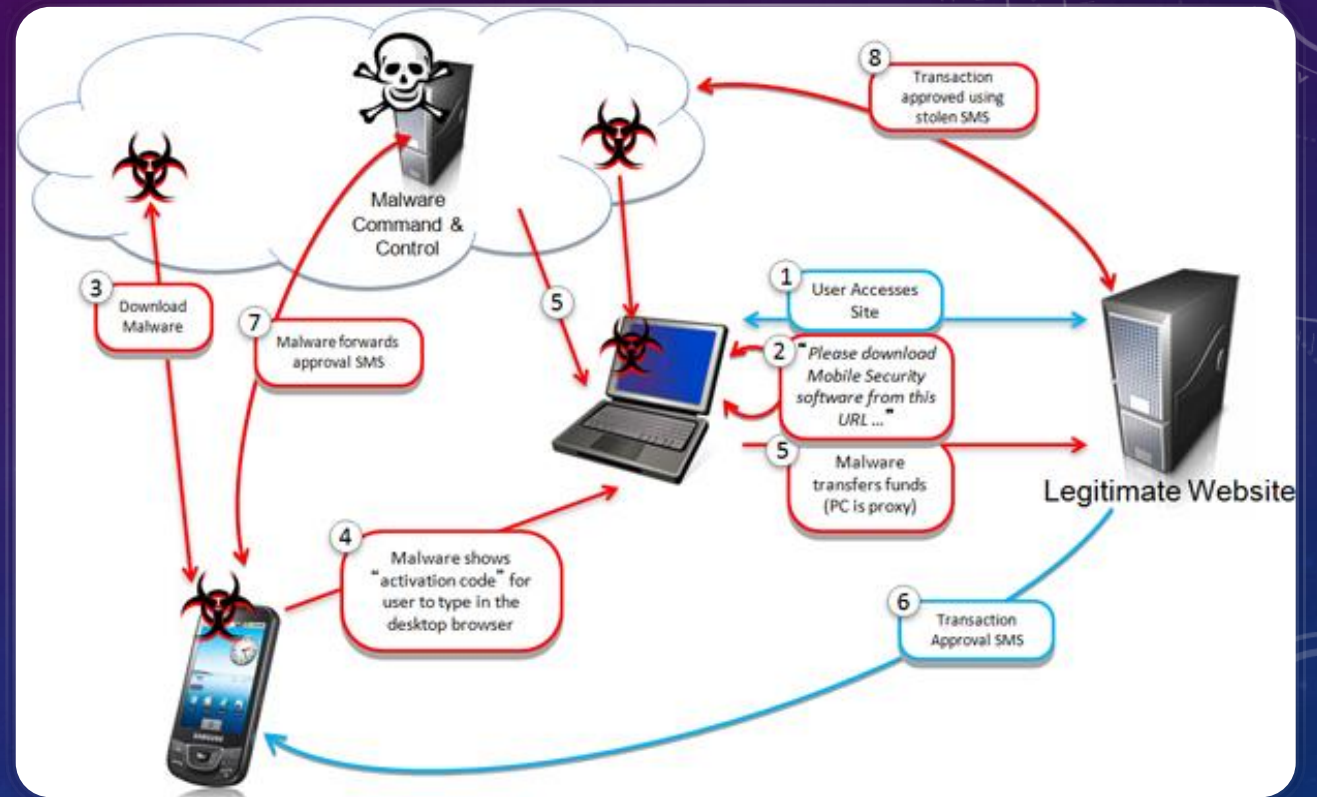 8
Transaction
approved using
stolen SMS
Malware
Command &
Control
3
Download
Malware
7
Malware forwards
approval SMS
5
1
User Accesses
Site
2
"Please download
Mobile Security
software from this
URL ..."
5
Malware
transfers funds
(PC is proxy)
Legitimate Website
4
Malware shows
"activation code" for
user to type in the
desktop browser
6
Transaction
Approval SMS
SAMSUNG